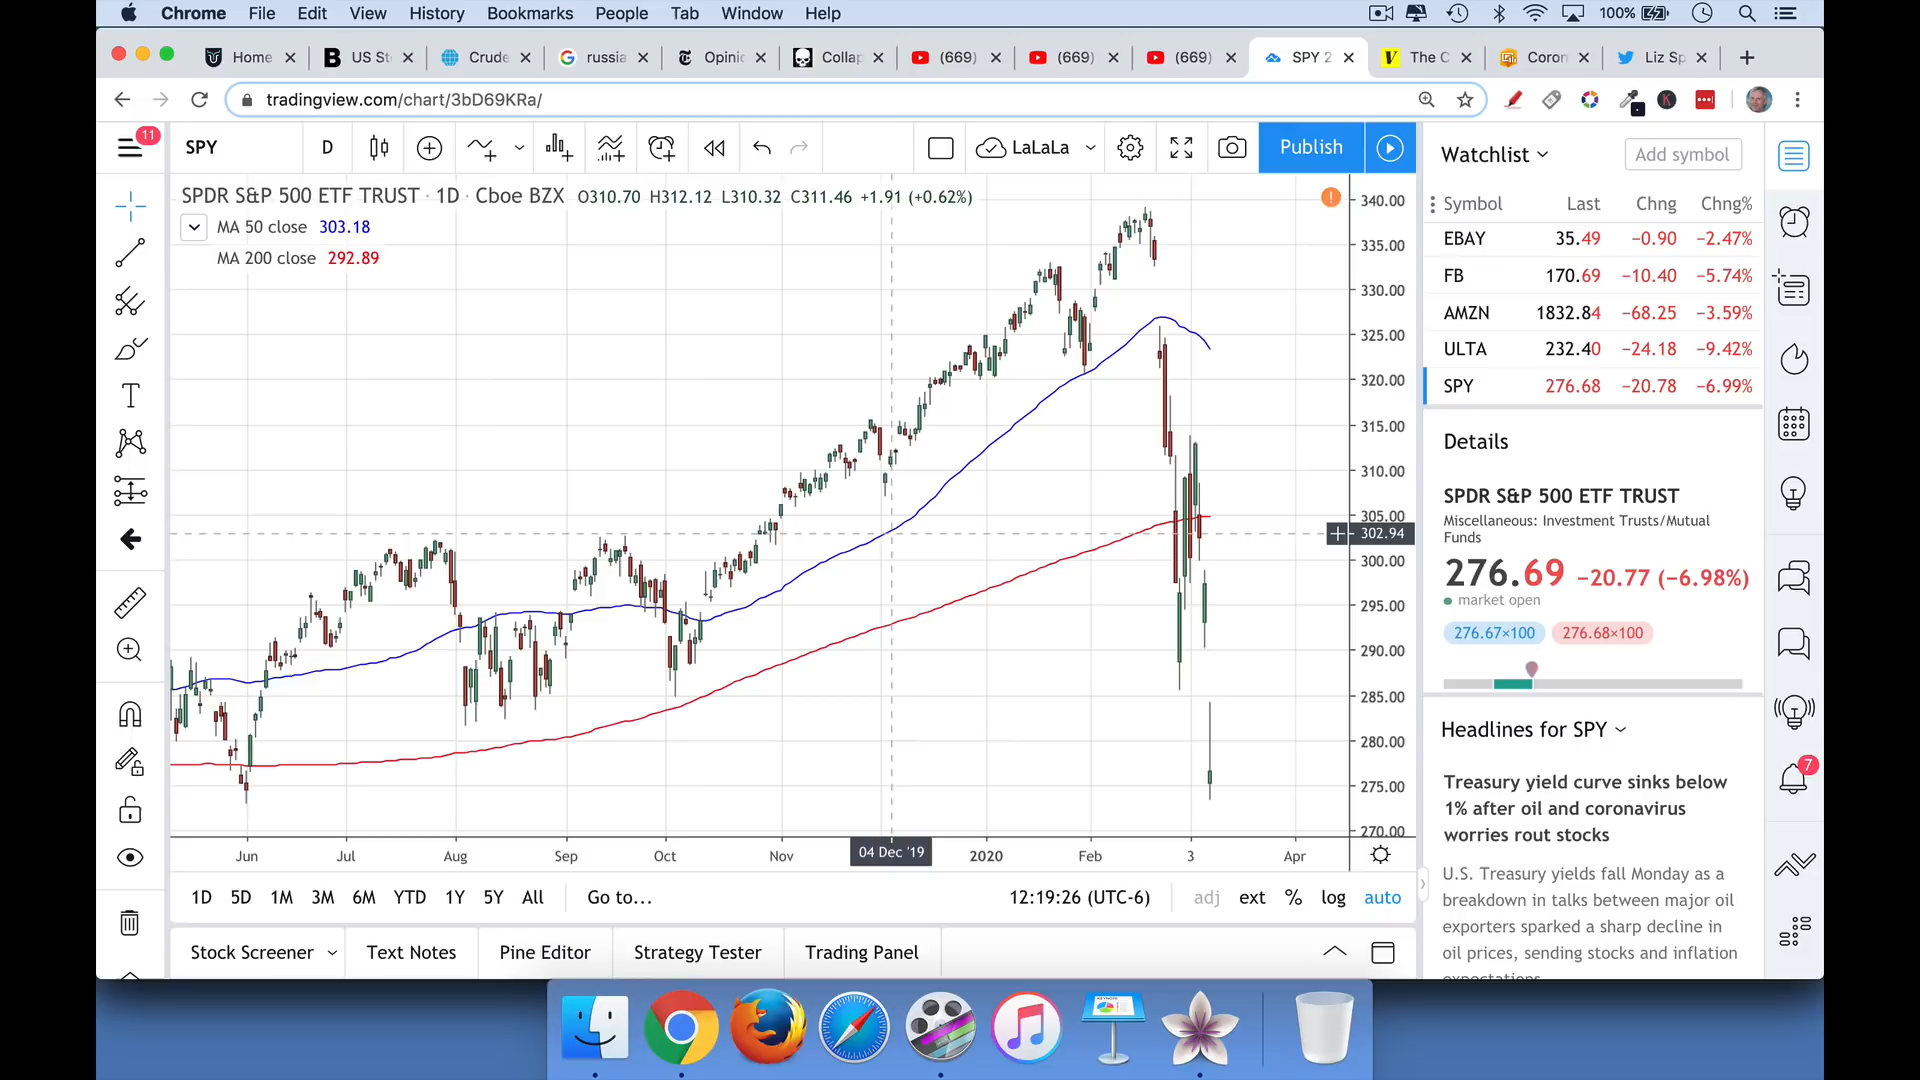 Chrome File Edit View History Bookmarks People Tab Window Help 100%
Home US St Crude russia Opinio Collap (669) (669) (669) SPY 2 The C Coron Liz Sp
tradingview.com/chart/3bD69KRa/
11 SPY D LaLaLa Publish
SPDR S&P 500 ETF TRUST · 1D · Cboe BZX O310.70 H312.12 L310.32 C311.46 +1.91 (+0.62%)
MA 50 close 303.18
MA 200 close 292.89
340.00
335.00
330.00
325.00
320.00
315.00
310.00
305.00
302.94
300.00
295.00
290.00
285.00
280.00
275.00
270.00
Jun Jul Aug Sep Oct Nov 04 Dec '19 2020 Feb 3 Apr
1D 5D 1M 3M 6M YTD 1Y 5Y All Go to... 12:19:26 (UTC-6) adj ext % log auto
Stock Screener Text Notes Pine Editor Strategy Tester Trading Panel
Watchlist Add symbol
Symbol Last Chng Chng%
EBAY 35.49 −0.90 −2.47%
FB 170.69 −10.40 −5.74%
AMZN 1832.84 −68.25 −3.59%
ULTA 232.40 −24.18 −9.42%
SPY 276.68 −20.78 −6.99%
Details
SPDR S&P 500 ETF TRUST
Miscellaneous: Investment Trusts/Mutual
Funds
276.69 −20.77 (−6.98%)
market open
276.67×100 276.68×100
Headlines for SPY
Treasury yield curve sinks below
1% after oil and coronavirus
worries rout stocks
U.S. Treasury yields fall Monday as a
breakdown in talks between major oil
exporters sparked a sharp decline in
oil prices, sending stocks and inflation
expectations
7